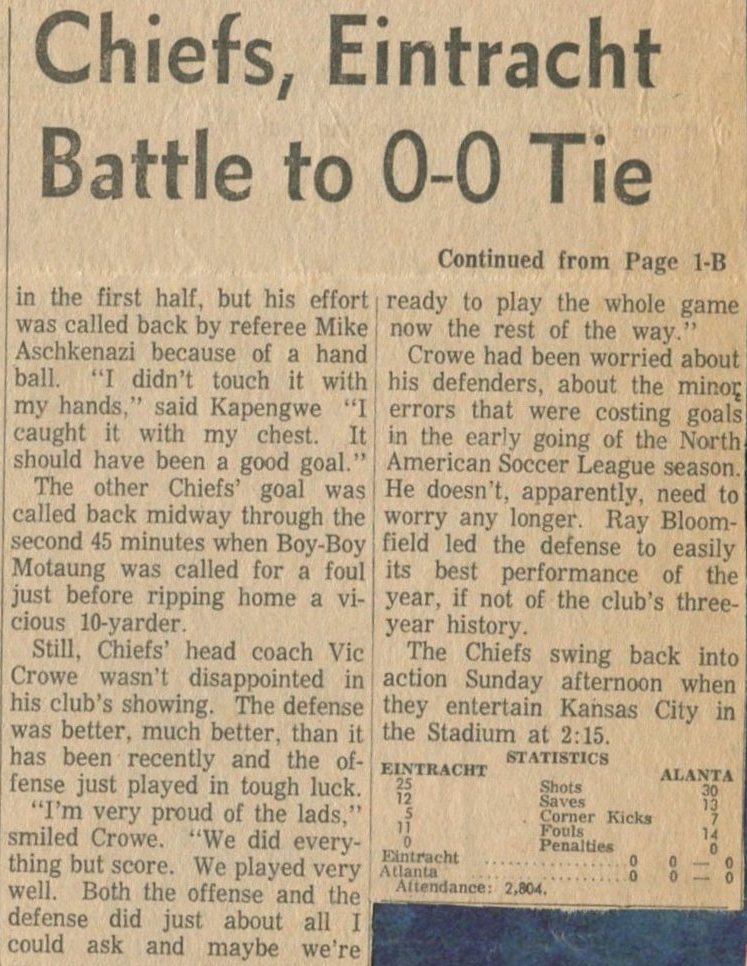 Chiefs, Eintracht
Battle to 0-0 Tie
Continued from Page 1-B
in the first half, but his effort
was called back by referee Mike
Aschkenazi because of a hand
ball. "I didn't touch it with
my hands," said Kapengwe "I
caught it with my chest. It
should have been a good goal."
The other Chiefs' goal was
called back midway through the
second 45 minutes when Boy-Boy
Motaung was called for a foul
just before ripping home a vi-
cious 10-yarder.
Still, Chiefs' head coach Vic
Crowe wasn't disappointed in
his club's showing. The defense
was better, much better, than it
has been recently and the of-
fense just played in tough luck.
"I'm very proud of the lads,"
smiled Crowe. "We did every-
thing but score. We played very
well. Both the offense and the
defense did just about all I
could ask and maybe we're
ready to play the whole game
now the rest of the way."
Crowe had been worried about
his defenders, about the minor
errors that were costing goals
in the early going of the North
American Soccer League season.
He doesn't, apparently, need to
worry any longer. Ray Bloom-
field led the defense to easily
its best performance of the
year, if not of the club's three-
year history.
The Chiefs swing back into
action Sunday afternoon when
they entertain Kansas City in
the Stadium at 2:15.
STATISTICS
EINTRACHT ALANTA
25 Shots 30
12 Saves 13
5 Corner Kicks 7
11 Fouls 14
0 Penalties 0
Eintracht .................... 0 0 — 0
Atlanta .................... 0 0 — 0
Attendance: 2,804.